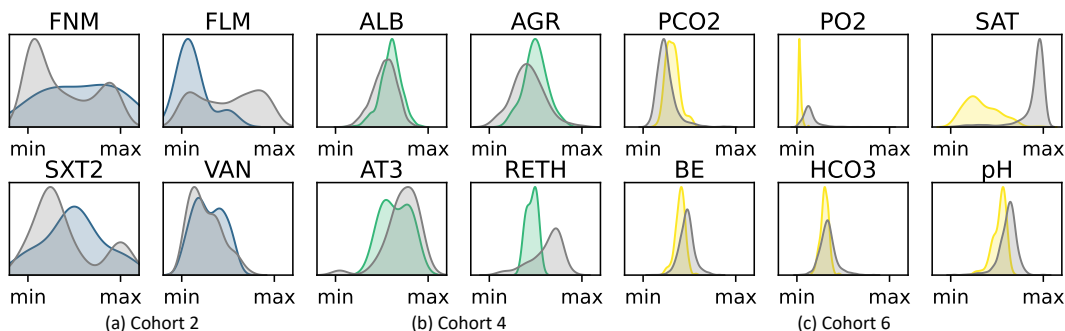 FNM FLM ALB AGR PCO2 PO2 SAT
min max min max min max min max min max min max min max
SXT2 VAN AT3 RETH BE HCO3 pH
min max min max min max min max min max min max min max
(a) Cohort 2 (b) Cohort 4 (c) Cohort 6